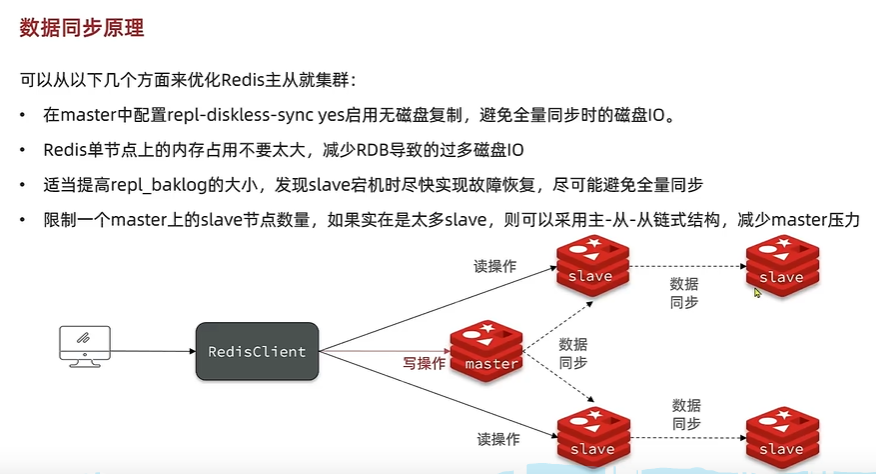 数据同步原理
可以从以下几个方面来优化Redis主从就集群：
• 在master中配置repl-diskless-sync yes启用无磁盘复制，避免全量同步时的磁盘IO。
• Redis单节点上的内存占用不要太大，减少RDB导致的过多磁盘IO
• 适当提高repl_baklog的大小，发现slave宕机时尽快实现故障恢复，尽可能避免全量同步
• 限制一个master上的slave节点数量，如果实在是太多slave，则可以采用主-从-从链式结构，减少master压力
读操作
slave
数据
同步
slave
RedisClient
写操作
master
数据
同步
读操作
slave
数据
同步
slave